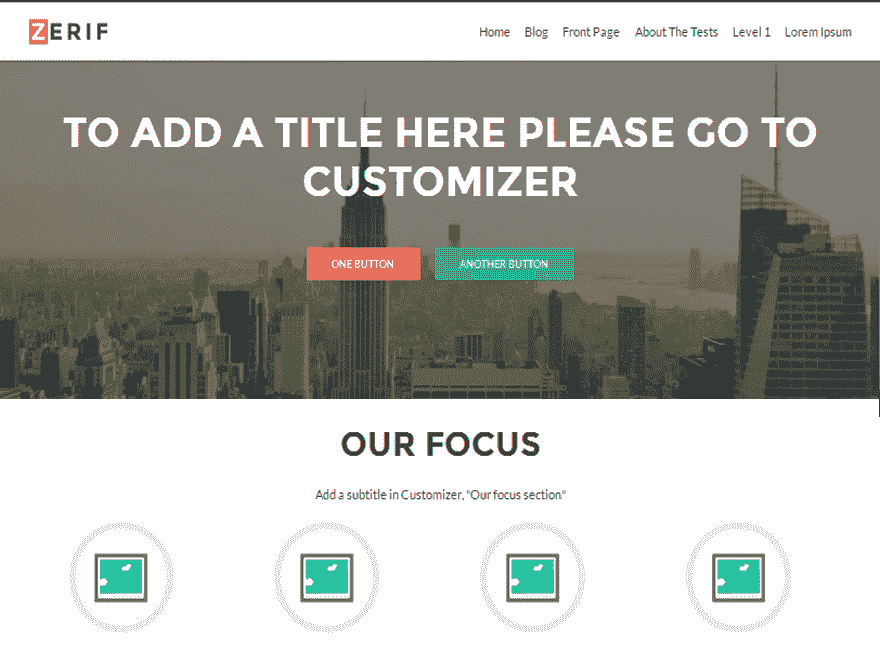 ZERIF
Home Blog Front Page About The Tests Level 1 Lorem Ipsum
TO ADD A TITLE HERE PLEASE GO TO
CUSTOMIZER
ONE BUTTON ANOTHER BUTTON
OUR FOCUS
Add a subtitle in Customizer, "Our focus section"